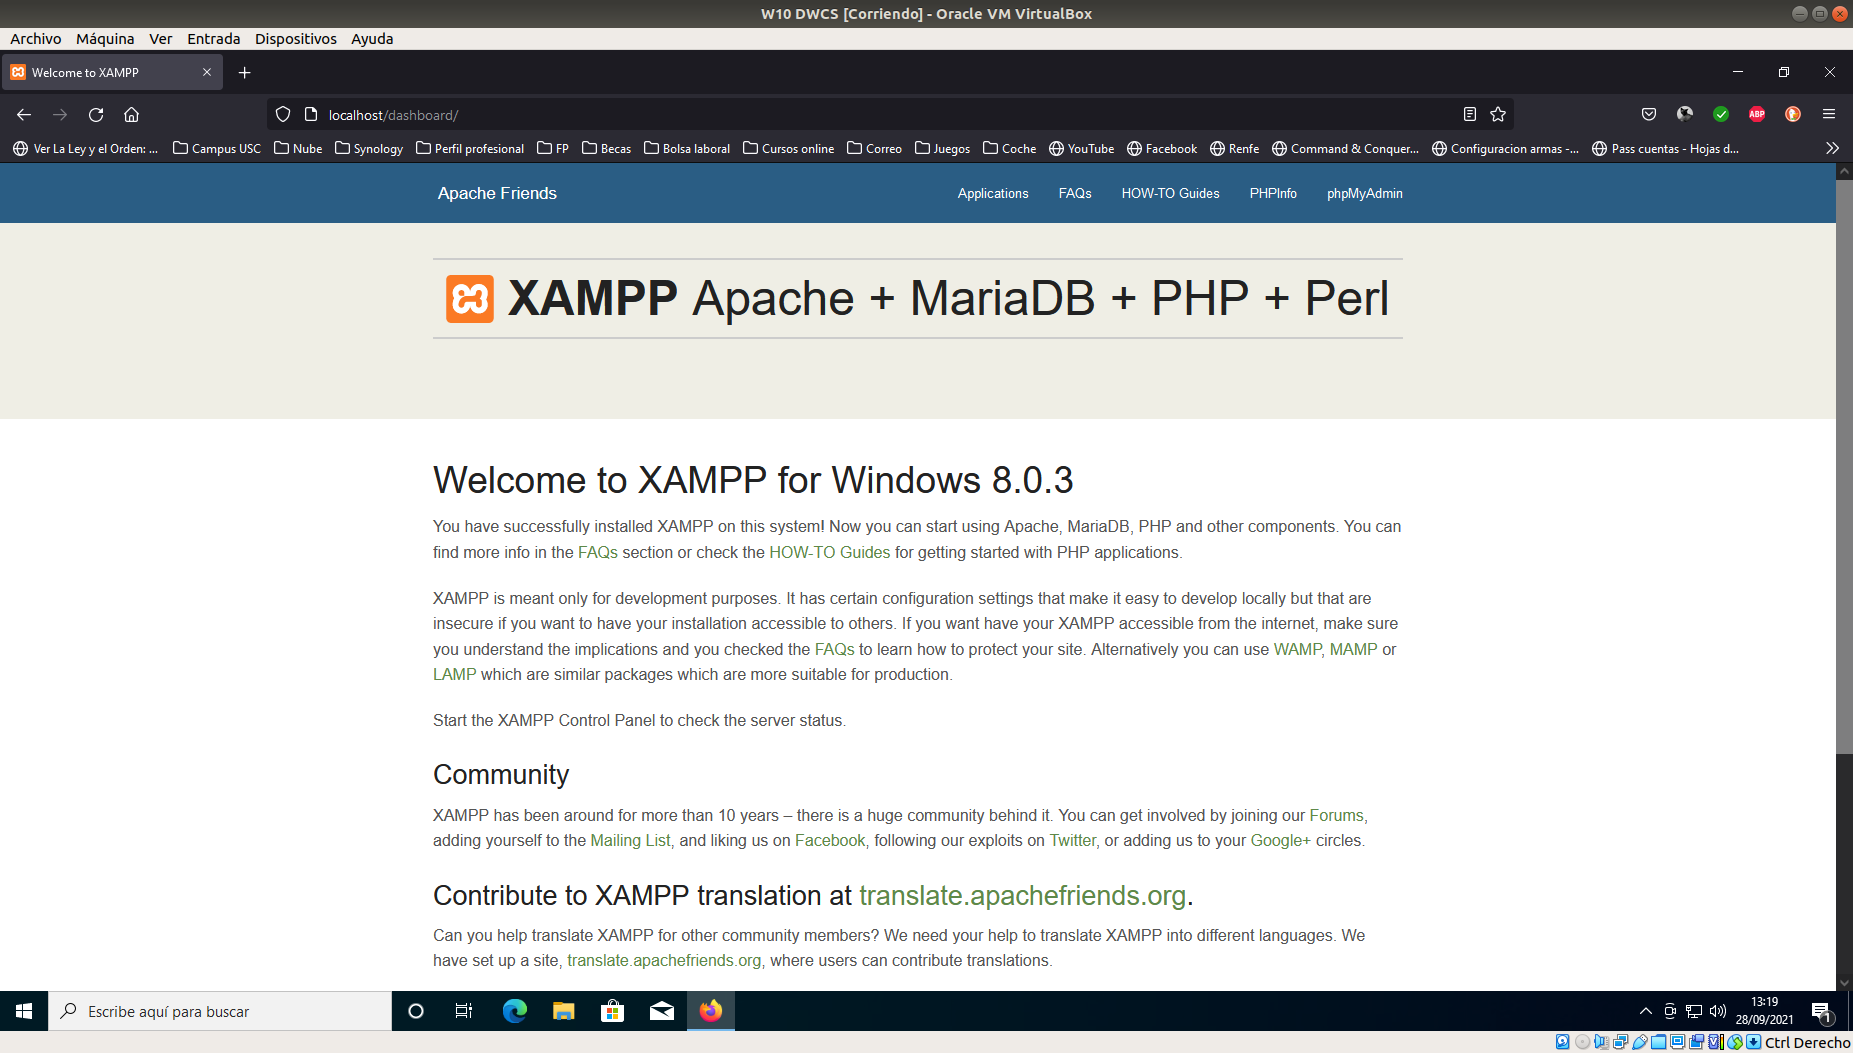 W10 DWCS [Corriendo] - Oracle VM VirtualBox
Archivo Máquina Ver Entrada Dispositivos Ayuda
Welcome to XAMPP
localhost/dashboard/
ABP
Ver La Ley y el Orden: ... Campus USC Nube Synology Perfil profesional FP Becas Bolsa laboral Cursos online Correo Juegos Coche YouTube Facebook Renfe Command & Conquer... Configuracion armas -... Pass cuentas - Hojas d...
Apache Friends Applications FAQs HOW-TO Guides PHPInfo phpMyAdmin
XAMPP Apache + MariaDB + PHP + Perl
Welcome to XAMPP for Windows 8.0.3
You have successfully installed XAMPP on this system! Now you can start using Apache, MariaDB, PHP and other components. You can
find more info in the FAQs section or check the HOW-TO Guides for getting started with PHP applications.
XAMPP is meant only for development purposes. It has certain configuration settings that make it easy to develop locally but that are
insecure if you want to have your installation accessible to others. If you want have your XAMPP accessible from the internet, make sure
you understand the implications and you checked the FAQs to learn how to protect your site. Alternatively you can use WAMP, MAMP or
LAMP which are similar packages which are more suitable for production.
Start the XAMPP Control Panel to check the server status.
Community
XAMPP has been around for more than 10 years – there is a huge community behind it. You can get involved by joining our Forums,
adding yourself to the Mailing List, and liking us on Facebook, following our exploits on Twitter, or adding us to your Google+ circles.
Contribute to XAMPP translation at translate.apachefriends.org.
Can you help translate XAMPP for other community members? We need your help to translate XAMPP into different languages. We
have set up a site, translate.apachefriends.org, where users can contribute translations.
Escribe aquí para buscar
13:19
28/09/2021
1
Ctrl Derecho